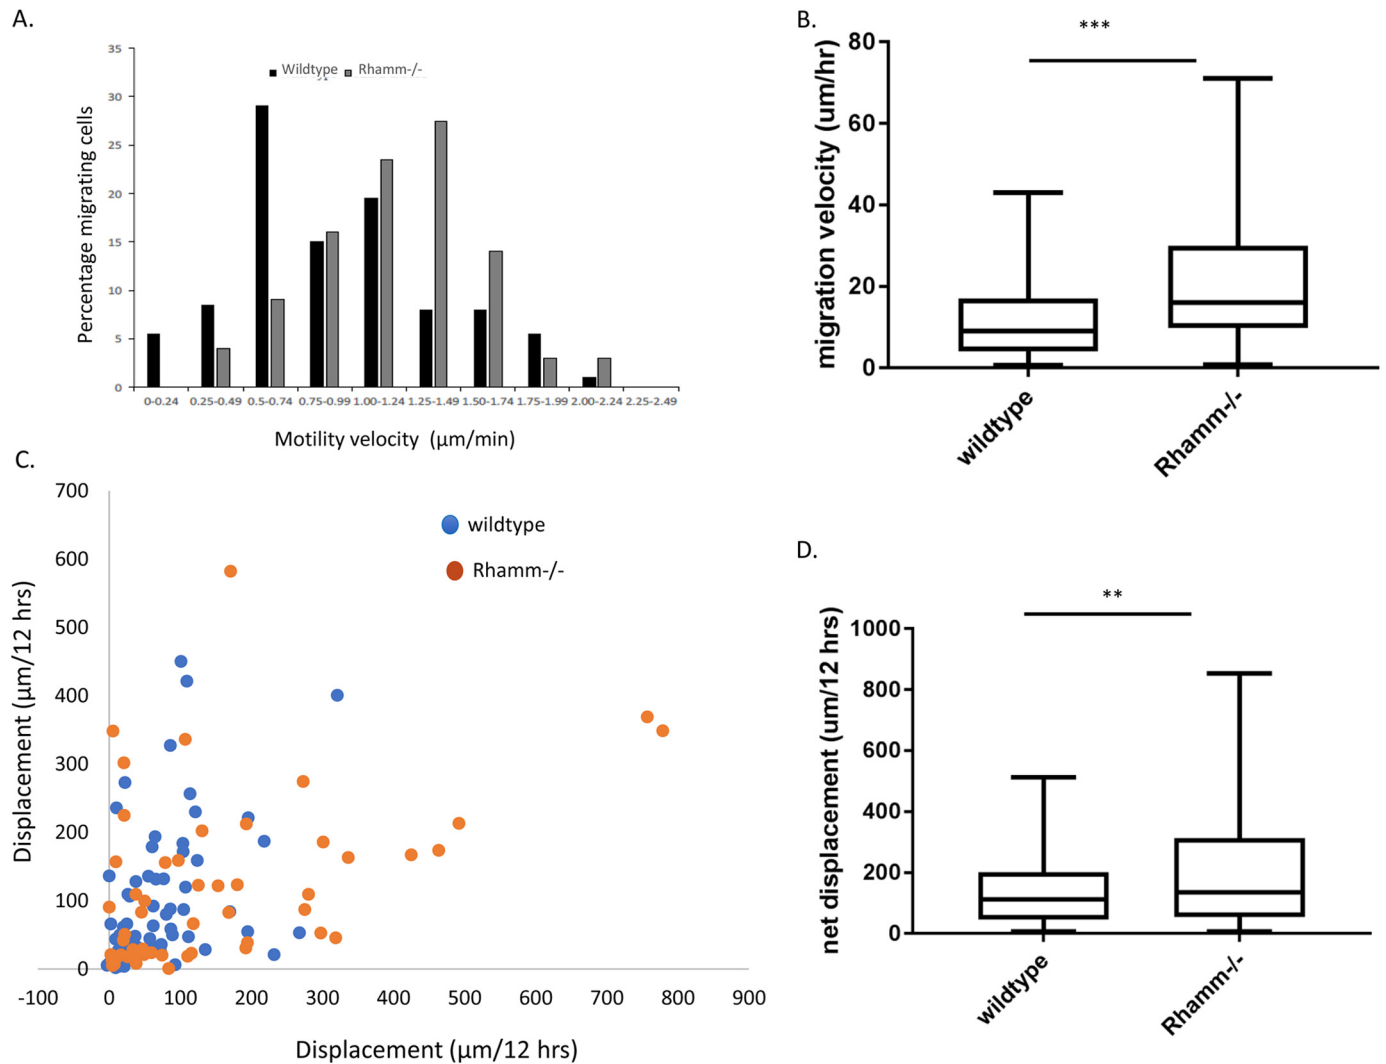 A.
35
30
25
20
15
10
5
0
Percentage migrating cells
Wildtype Rhamm-/-
0-0.24 0.25-0.49 0.5-0.74 0.75-0.99 1.00-1.24 1.25-1.49 1.50-1.74 1.75-1.99 2.00-2.24 2.25-2.49
Motility velocity (μm/min)
B.
***
80
60
40
20
0
migration velocity (um/hr)
wildtype
Rhamm-/-
C.
700
600
500
400
300
200
100
0
Displacement (μm/12 hrs)
wildtype
Rhamm-/-
-100 0 100 200 300 400 500 600 700 800 900
Displacement (μm/12 hrs)
D.
**
1000
800
600
400
200
0
net displacement (um/12 hrs)
wildtype
Rhamm-/-